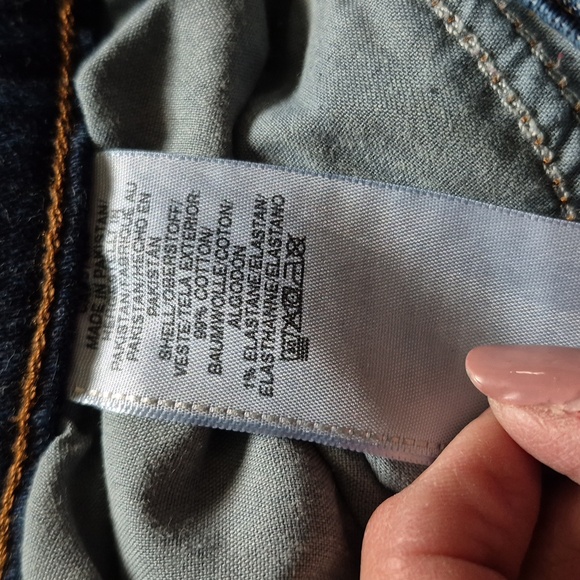 MADE IN PAKISTAN/
PAKISTAN/FABRIQUÉ AU
PAKISTAN/HECHO EN
PAKISTAN
SHELL/OBERSTOFF/
VESTE/TELA EXTERIOR:
99% COTTON/
BAUMWOLLE/COTON/
ALGODON
1% ELASTANE/ELASTAN/
ELASTHANNE/ELASTANO